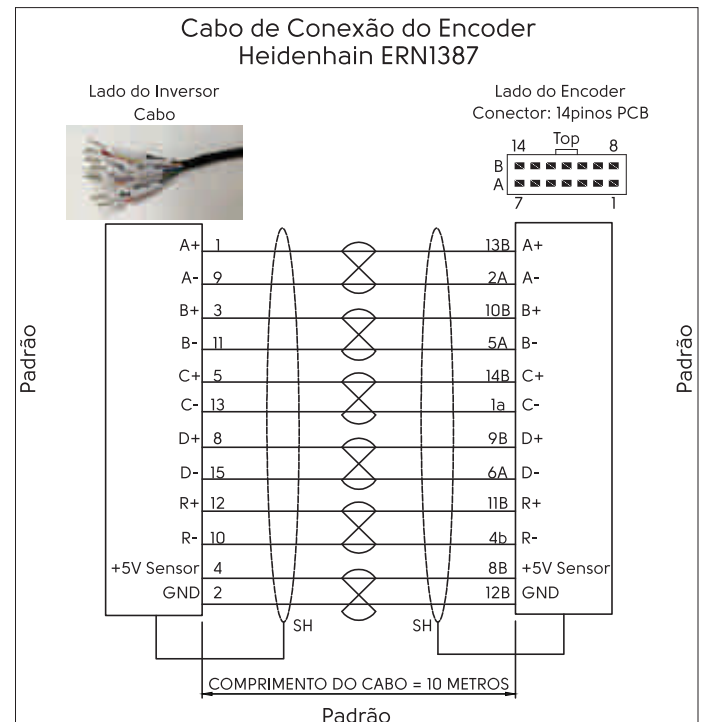 Cabo de Conexão do Encoder
Heidenhain ERN1387
Lado do Inversor
Cabo
Lado do Encoder
Conector: 14pinos PCB
14 Top 8
B
A
7 1
A+ 1 13B A+
A- 9 2A A-
B+ 3 10B B+
B- 11 5A B-
C+ 5 14B C+
C- 13 1a C-
D+ 8 9B D+
D- 15 6A D-
R+ 12 11B R+
R- 10 4b R-
+5V Sensor 4 8B +5V Sensor
GND 2 12B GND
Padrão
Padrão
SH SH
COMPRIMENTO DO CABO = 10 METROS
Padrão